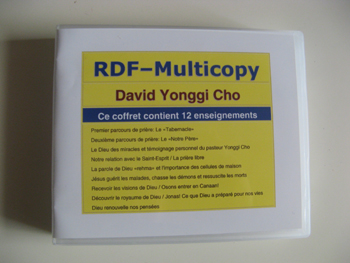 RDF–Multicopy
David Yonggi Cho
Ce coffret contient 12 enseignements
Premier parcours de prière: Le «Tabernacle»
Deuxième parcours de prière: Le «Notre Père»
Le Dieu des miracles et témoignage personnel du pasteur Yonggi Cho
Notre relation avec le Saint-Esprit / La prière libre
La parole de Dieu «rehma» et l'importance des cellules de maison
Jésus guérit les malades, chasse les démons et ressuscite les morts
Recevoir les visions de Dieu / Osons entrer en Canaan!
Découvrir le royaume de Dieu / Jonas/ Ce que Dieu a préparé pour nos vies
Dieu renouvelle nos pensées